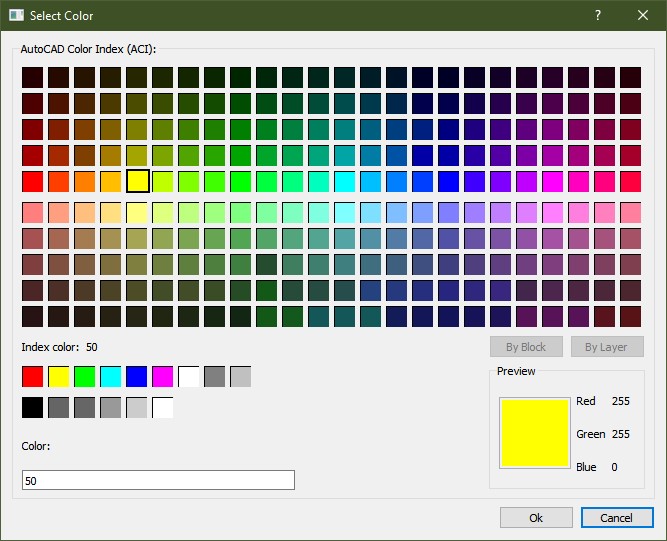 Select Color
?
AutoCAD Color Index (ACI):
Index color: 50
By Block
By Layer
Preview
Red 255
Green 255
Blue 0
Color:
50
Ok
Cancel